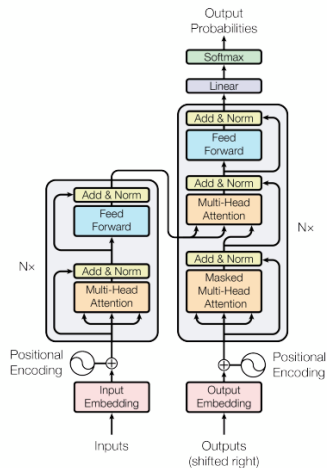 Output
Probabilities
Softmax
Linear
Add & Norm
Feed
Forward
Add & Norm
Multi-Head
Attention
Nx
Add & Norm
Masked
Multi-Head
Attention
Positional
Encoding
Output
Embedding
Outputs
(shifted right)
Add & Norm
Feed
Forward
Nx
Add & Norm
Multi-Head
Attention
Positional
Encoding
Input
Embedding
Inputs